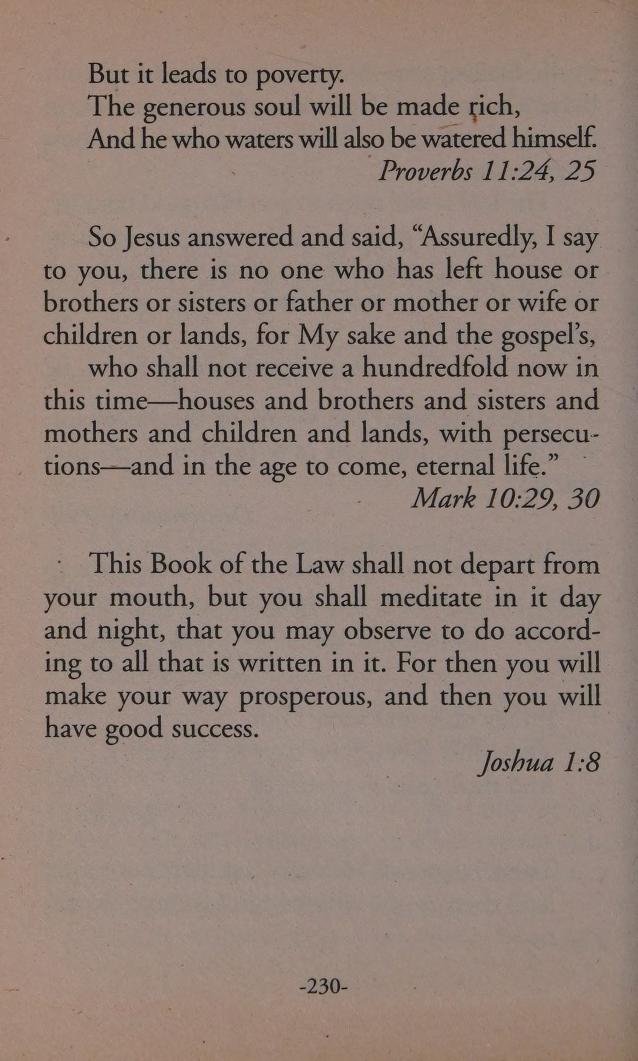 But it leads to poverty.
The generous soul will be made rich,
And he who waters will also be watered himself.
Proverbs 11:24, 25
So Jesus answered and said, “Assuredly, I say
to you, there is no one who has left house or
brothers or sisters or father or mother or wife or
children or lands, for My sake and the gospel’s,
who shall not receive a hundredfold now in
this time—houses and brothers and sisters and
mothers and children and lands, with persecu-
tions—and in the age to come, eternal life.”
Mark 10:29, 30
This Book of the Law shall not depart from
your mouth, but you shall meditate in it day
and night, that you may observe to do accord-
ing to all that is written in it. For then you will
make your way prosperous, and then you will
have good success.
Joshua 1:8
-230-